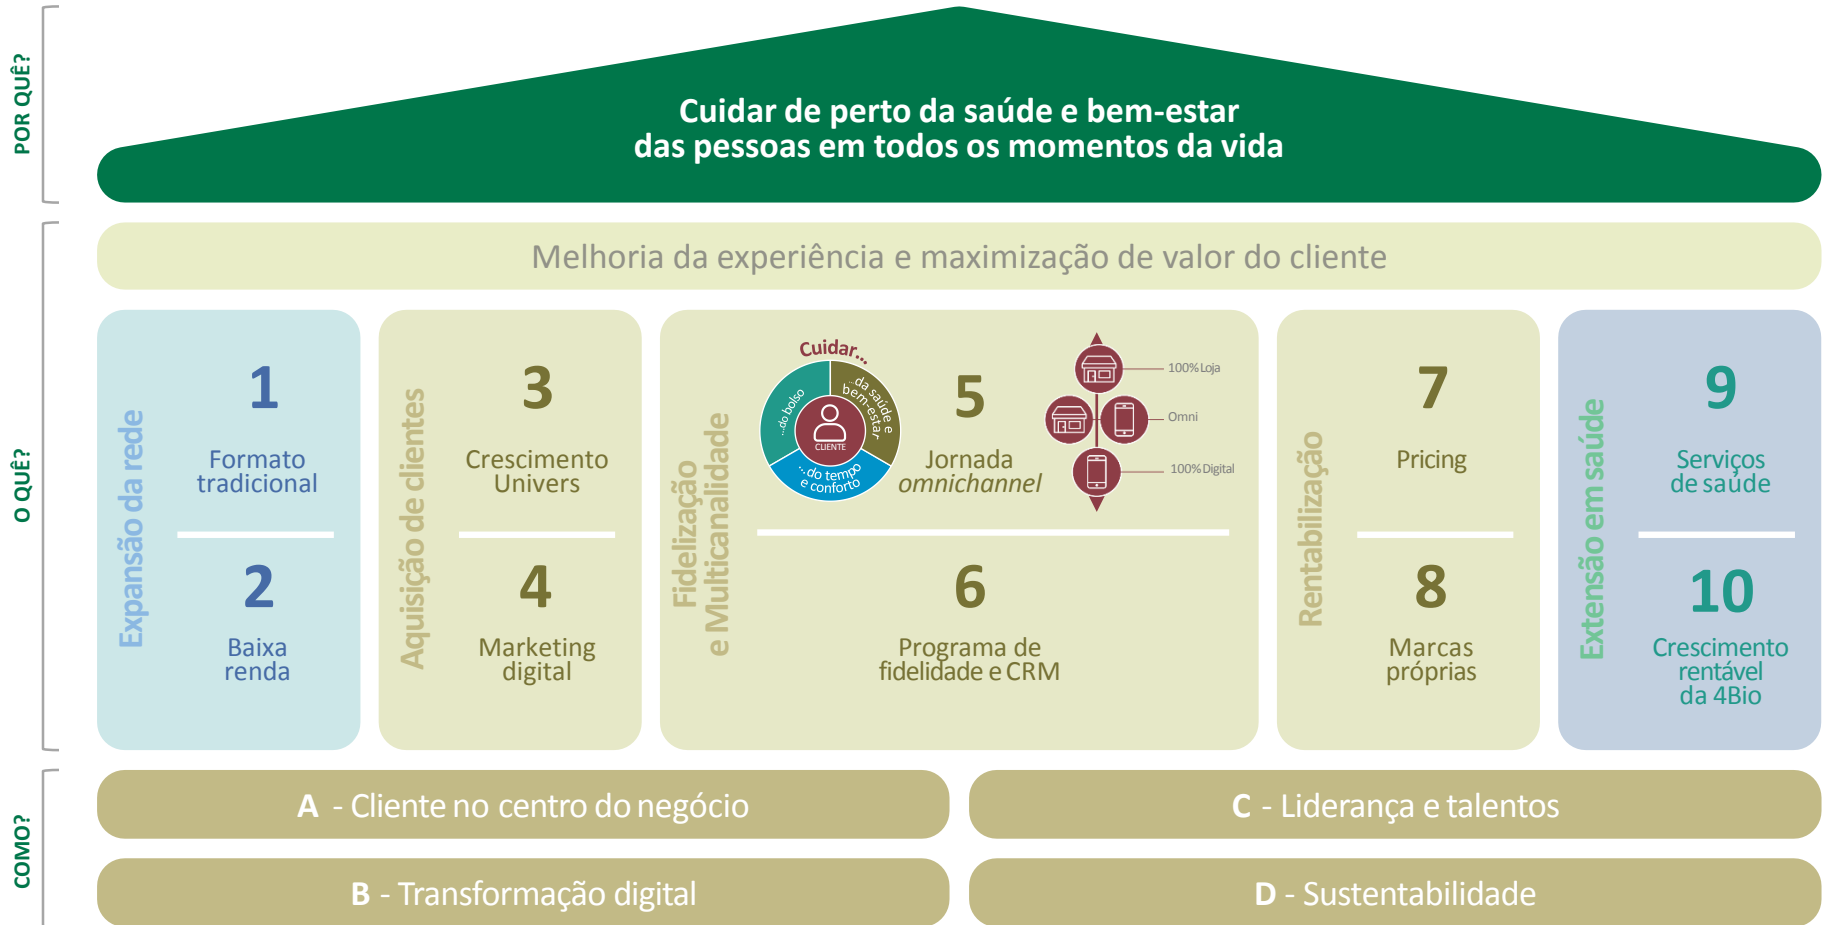 POR QUÊ?
Cuidar de perto da saúde e bem-estar
das pessoas em todos os momentos da vida
O QUÊ?
Melhoria da experiência e maximização de valor do cliente
Expansão da rede
1
Formato
tradicional
2
Baixa
renda
Aquisição de clientes
3
Crescimento
Univers
4
Marketing
digital
Fidelização
e Multicanalidade
Cuidar...
...do bolso
...da saúde e
bem-estar
...do tempo
e conforto
CLIENTE
5
Jornada
omnichannel
100% Loja
Omni
100% Digital
6
Programa de
fidelidade e CRM
Rentabilização
7
Pricing
8
Marcas
próprias
Extensão em saúde
9
Serviços
de saúde
10
Crescimento
rentável
da 4Bio
COMO?
A - Cliente no centro do negócio
B - Transformação digital
C - Liderança e talentos
D - Sustentabilidade